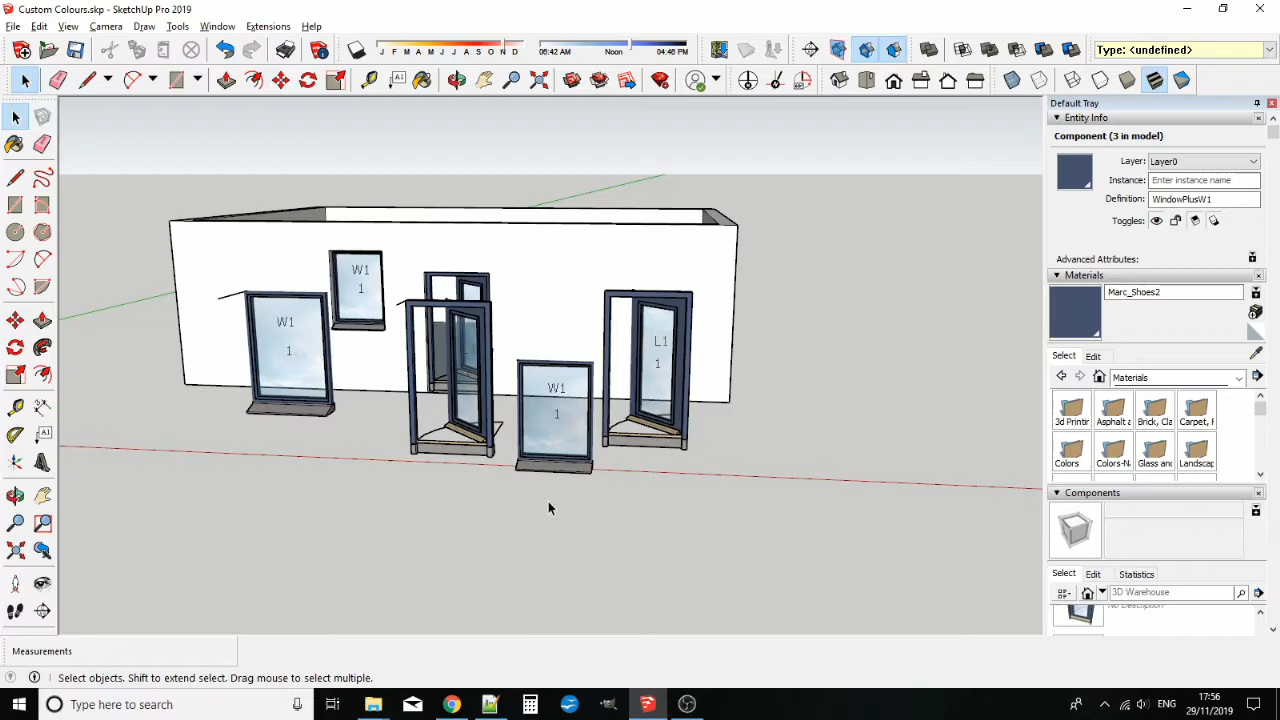 Custom Colours.skp - SketchUp Pro 2019
File Edit View Camera Draw Tools Window Extensions Help
J F M A M J J A S O N D
06:42 AM Noon 04:46 PM
Type: <undefined>
Default Tray
Entity Info
Component (3 in model)
Layer: Layer0
Instance: Enter instance name
Definition: WindowPlusW1
Toggles:
Advanced Attributes:
Materials
Marc_Shoes2
Select Edit
Materials
3d Printir Asphalt a Brick, Cla Carpet, F
Colors Colors-N Glass and Landscap
Components
Select Edit Statistics
3D Warehouse
No Description
W1
1
W1
1
W1
1
L1
1
Measurements
Select objects. Shift to extend select. Drag mouse to select multiple.
Type here to search
ENG
17:56
29/11/2019